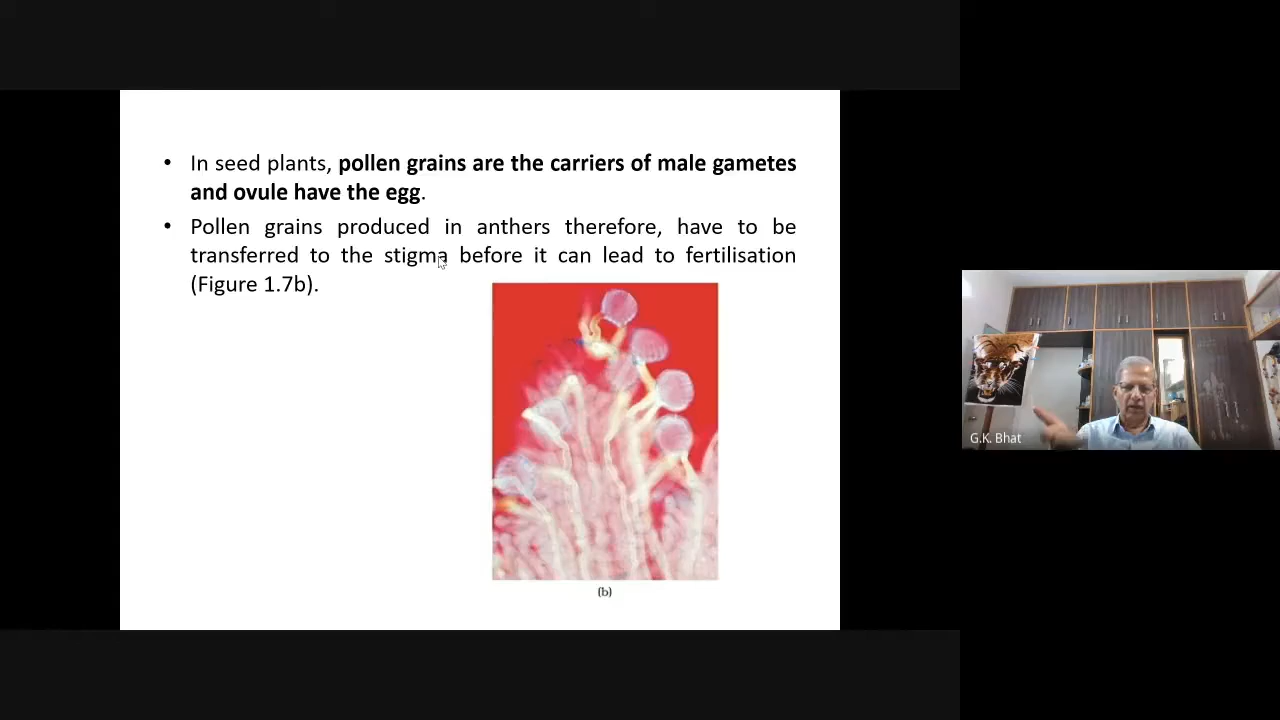 • In seed plants, pollen grains are the carriers of male gametes
and ovule have the egg.
• Pollen grains produced in anthers therefore, have to be
transferred to the stigma before it can lead to fertilisation
(Figure 1.7b).
(b)
G.K. Bhat